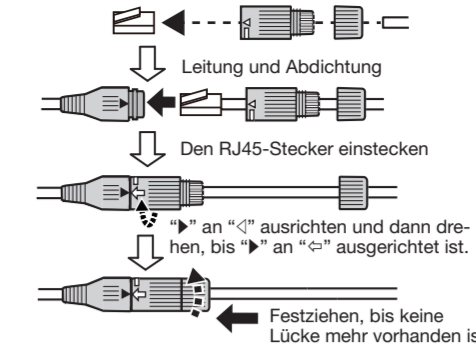 Leitung und Abdichtung
Den RJ45-Stecker einstecken
“▶” an “◁” ausrichten und dann dre-
hen, bis “▶” an “⇦” ausgerichtet ist.
Festziehen, bis keine
Lücke mehr vorhanden is